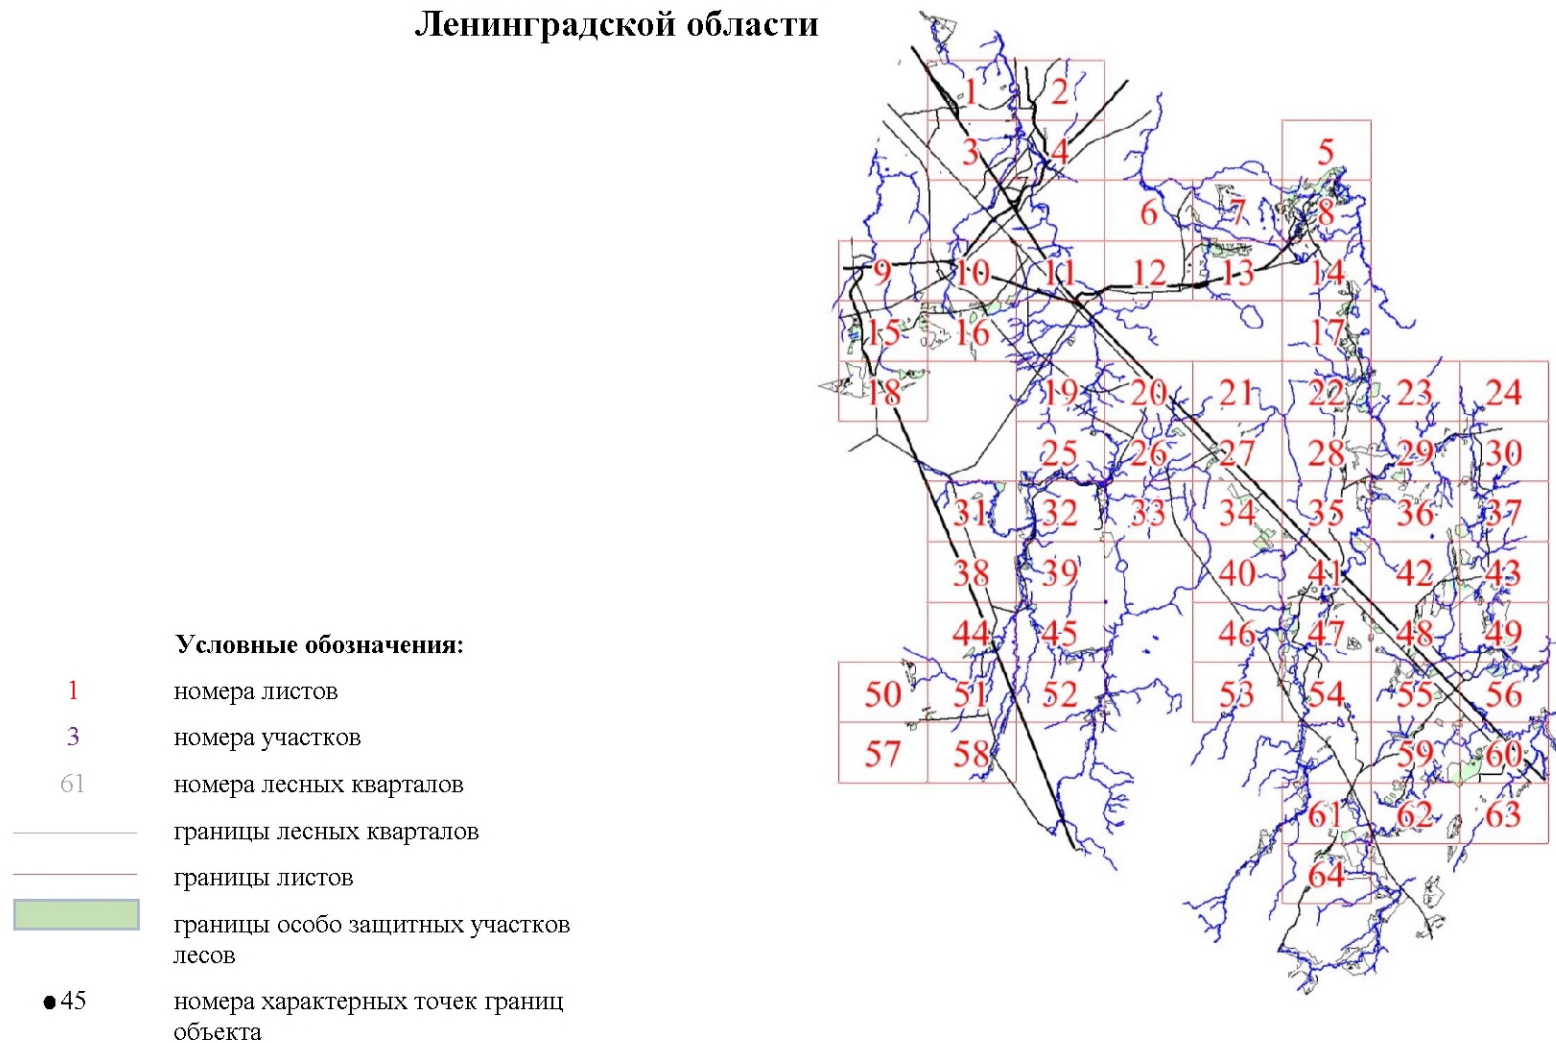 Ленинградской области
1 2
3 4 5
6 7 8
9 10 11 12 13 14
15 16 17
18 19 20 21 22 23 24
25 26 27 28 29 30
31 32 33 34 35 36 37
38 39 40 41 42 43
44 45 46 47 48 49
50 51 52 53 54 55 56
57 58 59 60
61 62 63
64
Условные обозначения:
1 номера листов
3 номера участков
61 номера лесных кварталов
границы лесных кварталов
границы листов
границы особо защитных участков
лесов
45 номера характерных точек границ
объекта